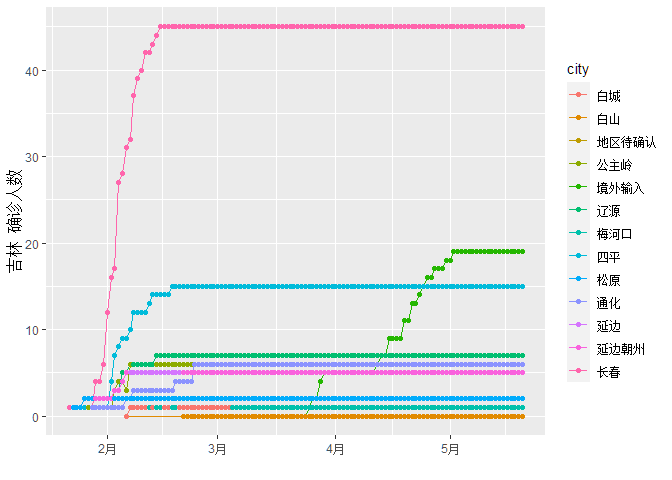 吉林 确诊人数
40
30
20
10
0
2月
3月
4月
5月
city
白城
白山
地区待确认
公主岭
境外输入
辽源
梅河口
四平
松原
通化
延边
延边朝州
长春